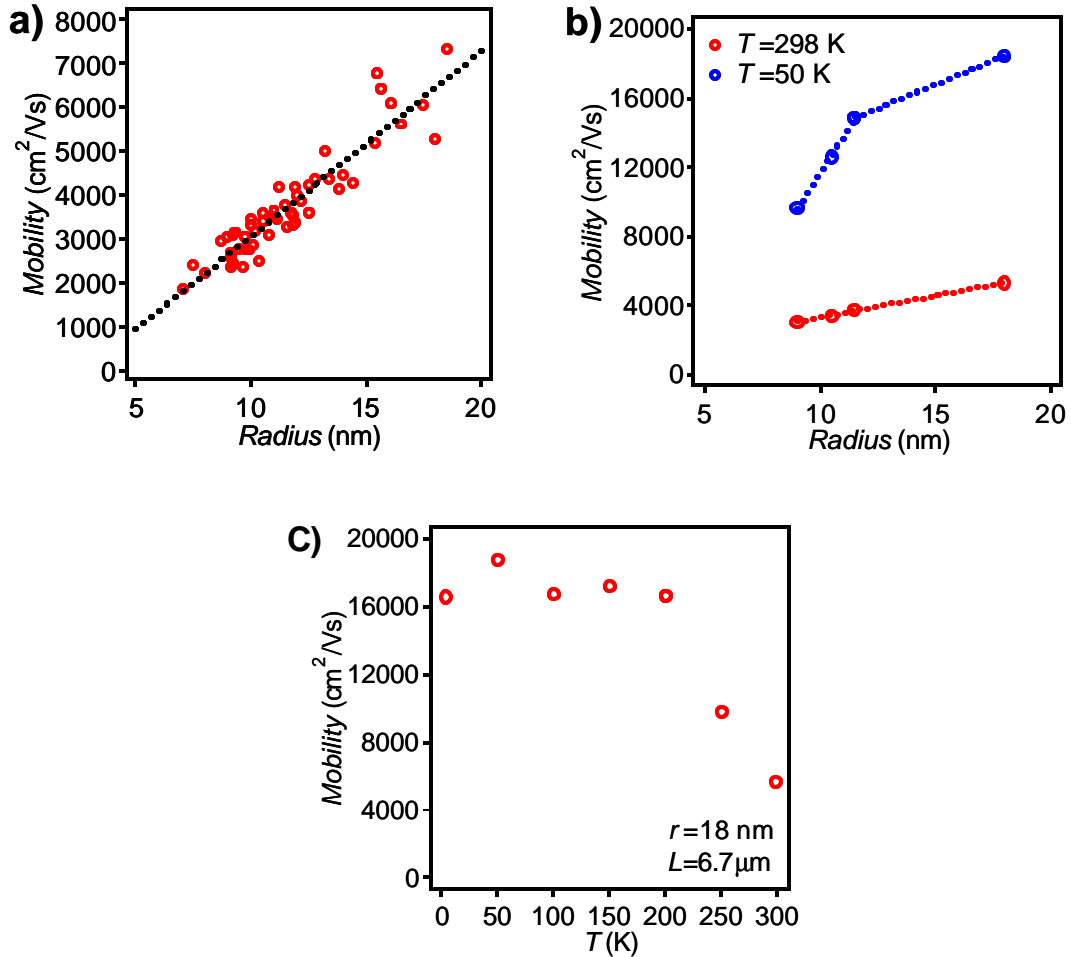 a)
8000
7000
6000
5000
4000
3000
2000
1000
0
Mobility (cm²/Vs)
5 10 15 20
Radius (nm)
b)
20000
16000
12000
8000
4000
0
Mobility (cm²/Vs)
T=298 K
T=50 K
5 10 15 20
Radius (nm)
C)
20000
16000
12000
8000
4000
0
Mobility (cm²/Vs)
r=18 nm
L=6.7μm
0 50 100 150 200 250 300
T (K)